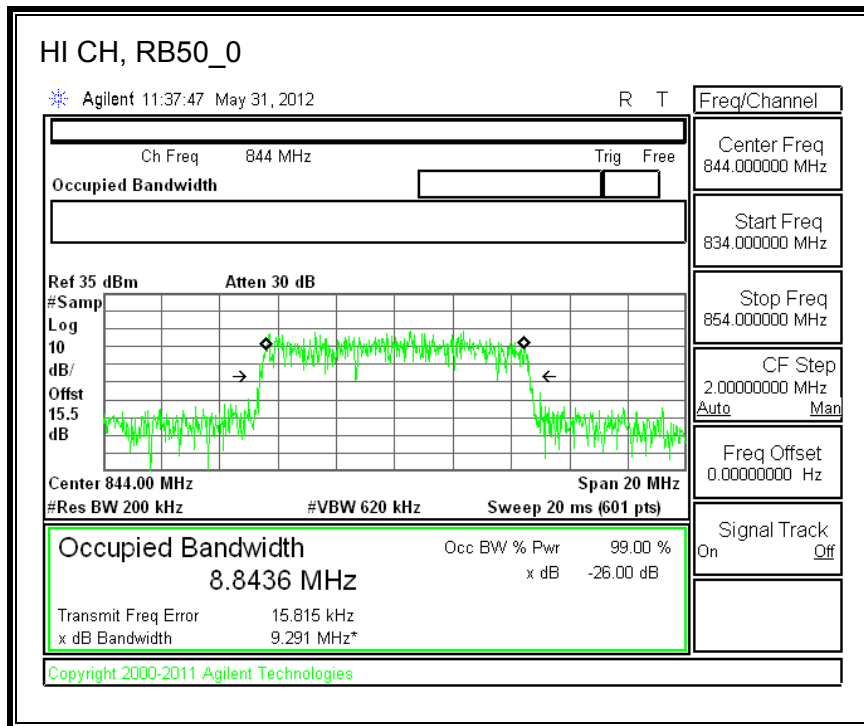 HI CH, RB50_0
Agilent 11:37:47 May 31, 2012 R T
Ch Freq 844 MHz Trig Free
Occupied Bandwidth
Ref 35 dBm Atten 30 dB
#Samp
Log
10
dB/
Offst
15.5
dB
Center 844.00 MHz Span 20 MHz
#Res BW 200 kHz #VBW 620 kHz Sweep 20 ms (601 pts)
Occupied Bandwidth Occ BW % Pwr 99.00 %
8.8436 MHz x dB -26.00 dB
Transmit Freq Error 15.815 kHz
x dB Bandwidth 9.291 MHz*
Copyright 2000-2011 Agilent Technologies
Freq/Channel
Center Freq
844.000000 MHz
Start Freq
834.000000 MHz
Stop Freq
854.000000 MHz
CF Step
2.00000000 MHz
Auto Man
Freq Offset
0.00000000 Hz
Signal Track
On Off